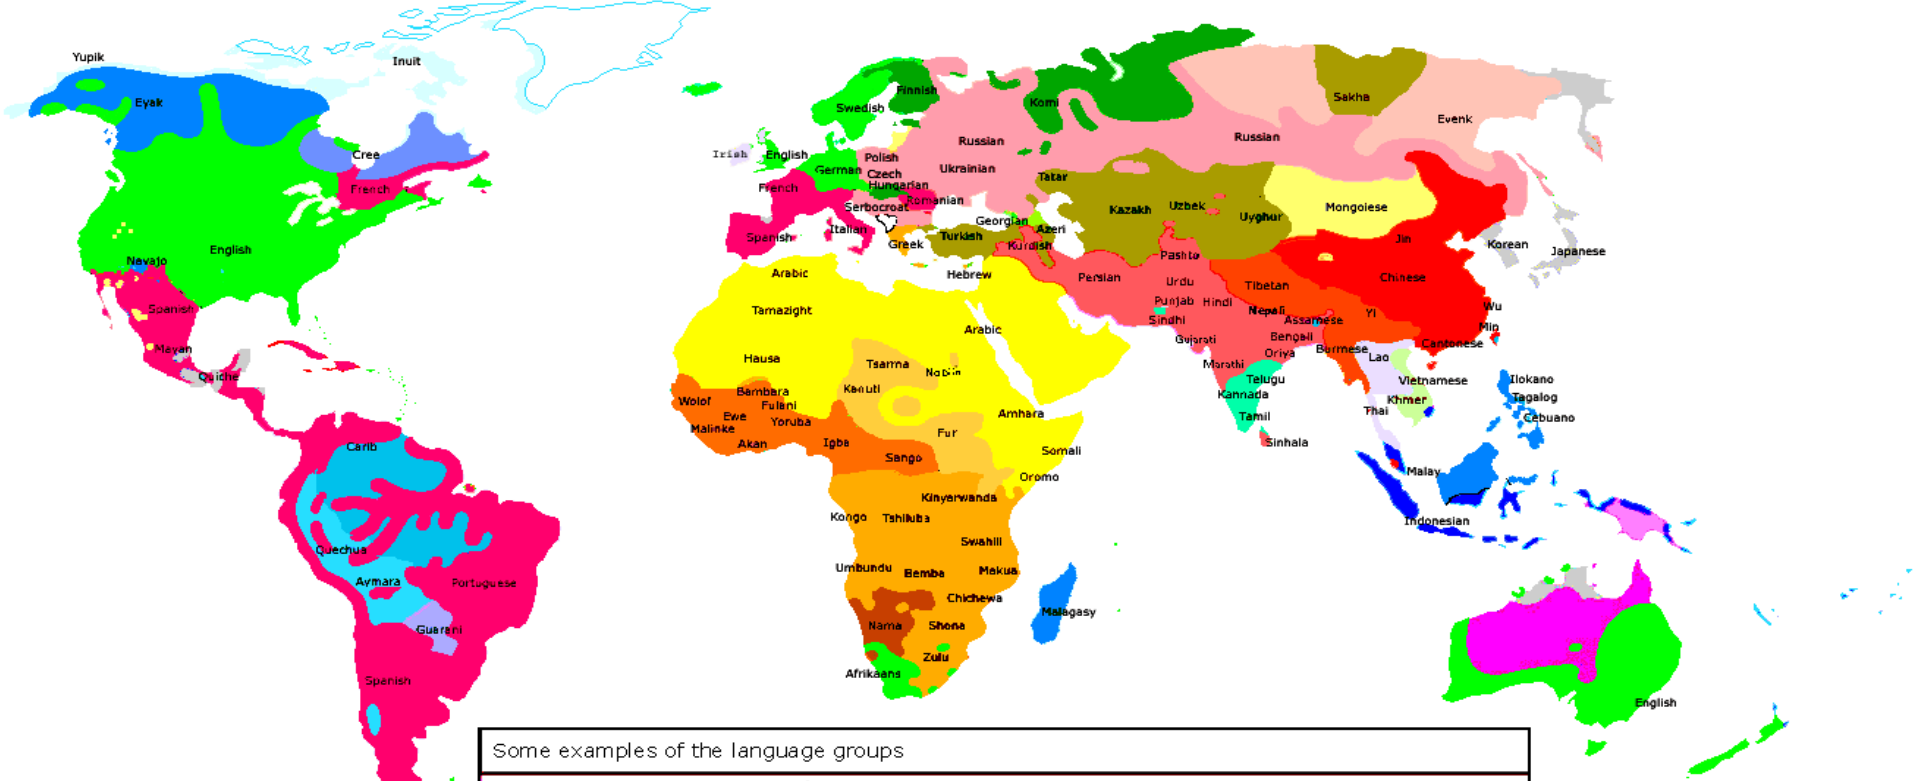 Yupik
Inuit
Eyak
Cree
French
English
Navajo
Spanish
Mayan
Quiche
Carib
Quechua
Aymara
Portuguese
Guarani
Spanish
Finnish
Swedish
Komi
Sakha
Evenk
Irish
English
Polish
Russian
Russian
German
Czech
Ukrainian
French
Hungarian
Tatar
Romanian
Serbocroat
Kazakh
Uzbek
Uyghur
Mongolese
Georgian
Azeri
Italian
Spanish
Greek
Turkish
Kurdish
Jin
Korean
Japanese
Arabic
Hebrew
Persian
Pashto
Chinese
Urdu
Tibetan
Tamazight
Punjab
Hindi
Nepali
Yi
Wu
Sindhi
Assamese
Min
Arabic
Gujarati
Bengali
Cantonese
Hausa
Tsarma
Marathi
Oriya
Burmese
Lao
Kanuti
Telugu
Vietnamese
Ilokano
Bambara
Kannada
Khmer
Tagalog
Wolof
Fulani
Ewe
Yoruba
Amhara
Tamil
Thai
Cebuano
Malinke
Akan
Igba
Fur
Sinhala
Sango
Somali
Malay
Oromo
Kinyarwanda
Kongo
Tshiluba
Indonesian
Swahili
Umbundu
Bemba
Makua
Chichewa
Malagasy
Nama
Shona
Zulu
Afrikaans
English
Some examples of the language groups